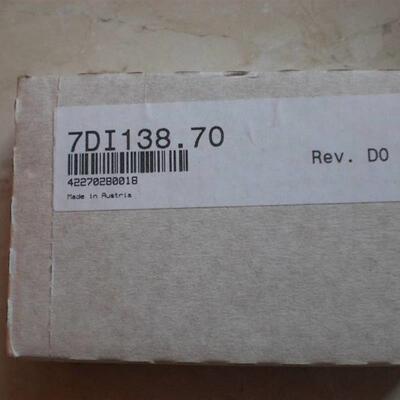 7DI138.70
Rev. D0
42270280018
Made in Austria